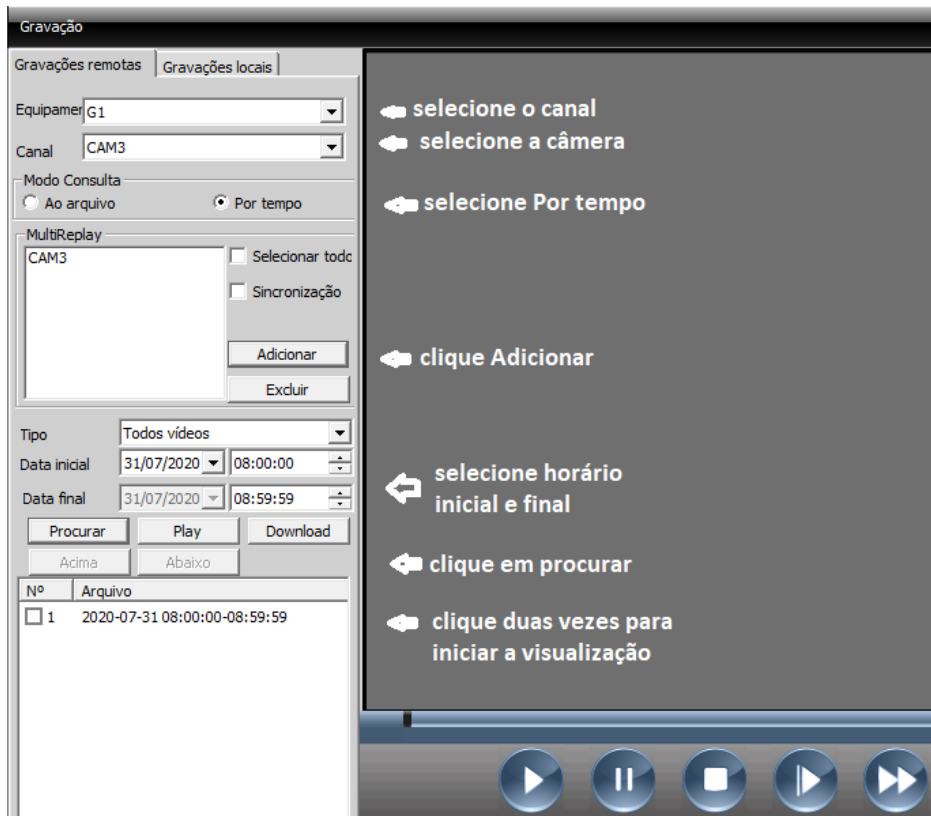 Gravação
Gravações remotas
Gravações locais
Equipamer
G1
selecione o canal
Canal
CAM3
selecione a câmera
Modo Consulta
Ao arquivo
Por tempo
selecione Por tempo
MultiReplay
CAM3
Selecionar todo
Sincronização
Adicionar
clique Adicionar
Excluir
Tipo
Todos vídeos
Data inicial
31/07/2020
08:00:00
selecione horário
inicial e final
Data final
31/07/2020
08:59:59
Procurar
Play
Download
Acima
Abaixo
clique em procurar
Nº
Arquivo
1
2020-07-31 08:00:00-08:59:59
clique duas vezes para
iniciar a visualização